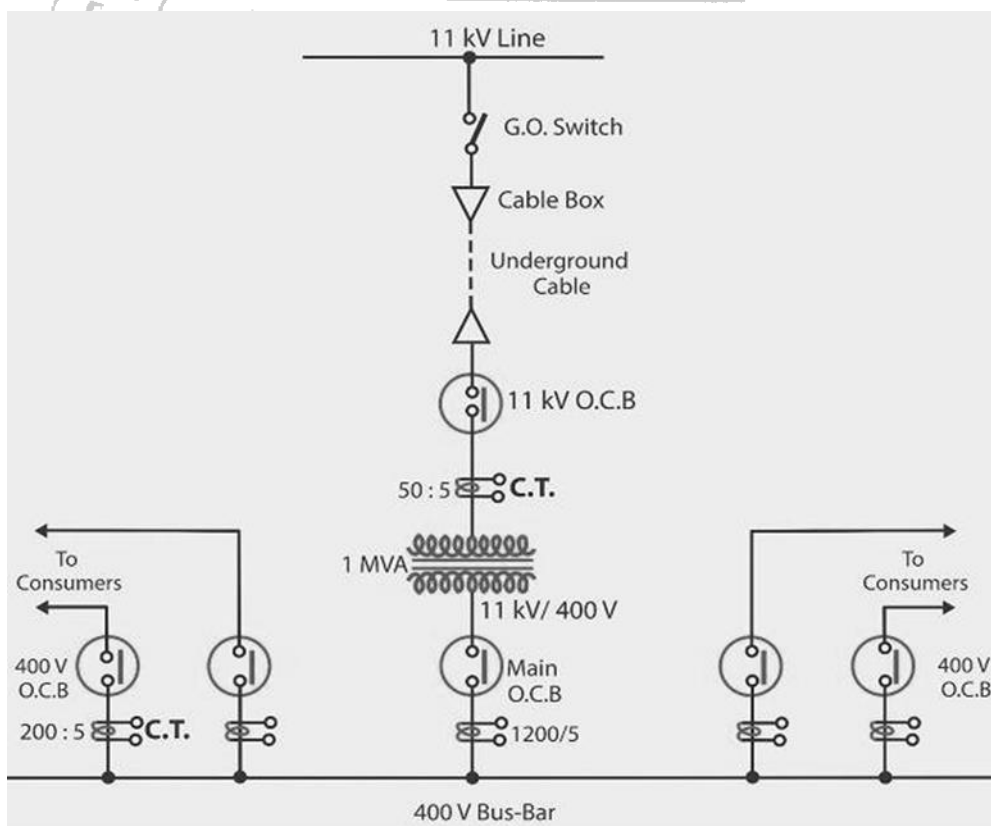 11 kV Line
G.O. Switch
Cable Box
Underground
Cable
11 kV O.C.B
50 : 5
C.T.
1 MVA
11 kV/ 400 V
To
Consumers
To
Consumers
400 V
O.C.B
Main
O.C.B
400 V
O.C.B
200 : 5
C.T.
1200/5
400 V Bus-Bar